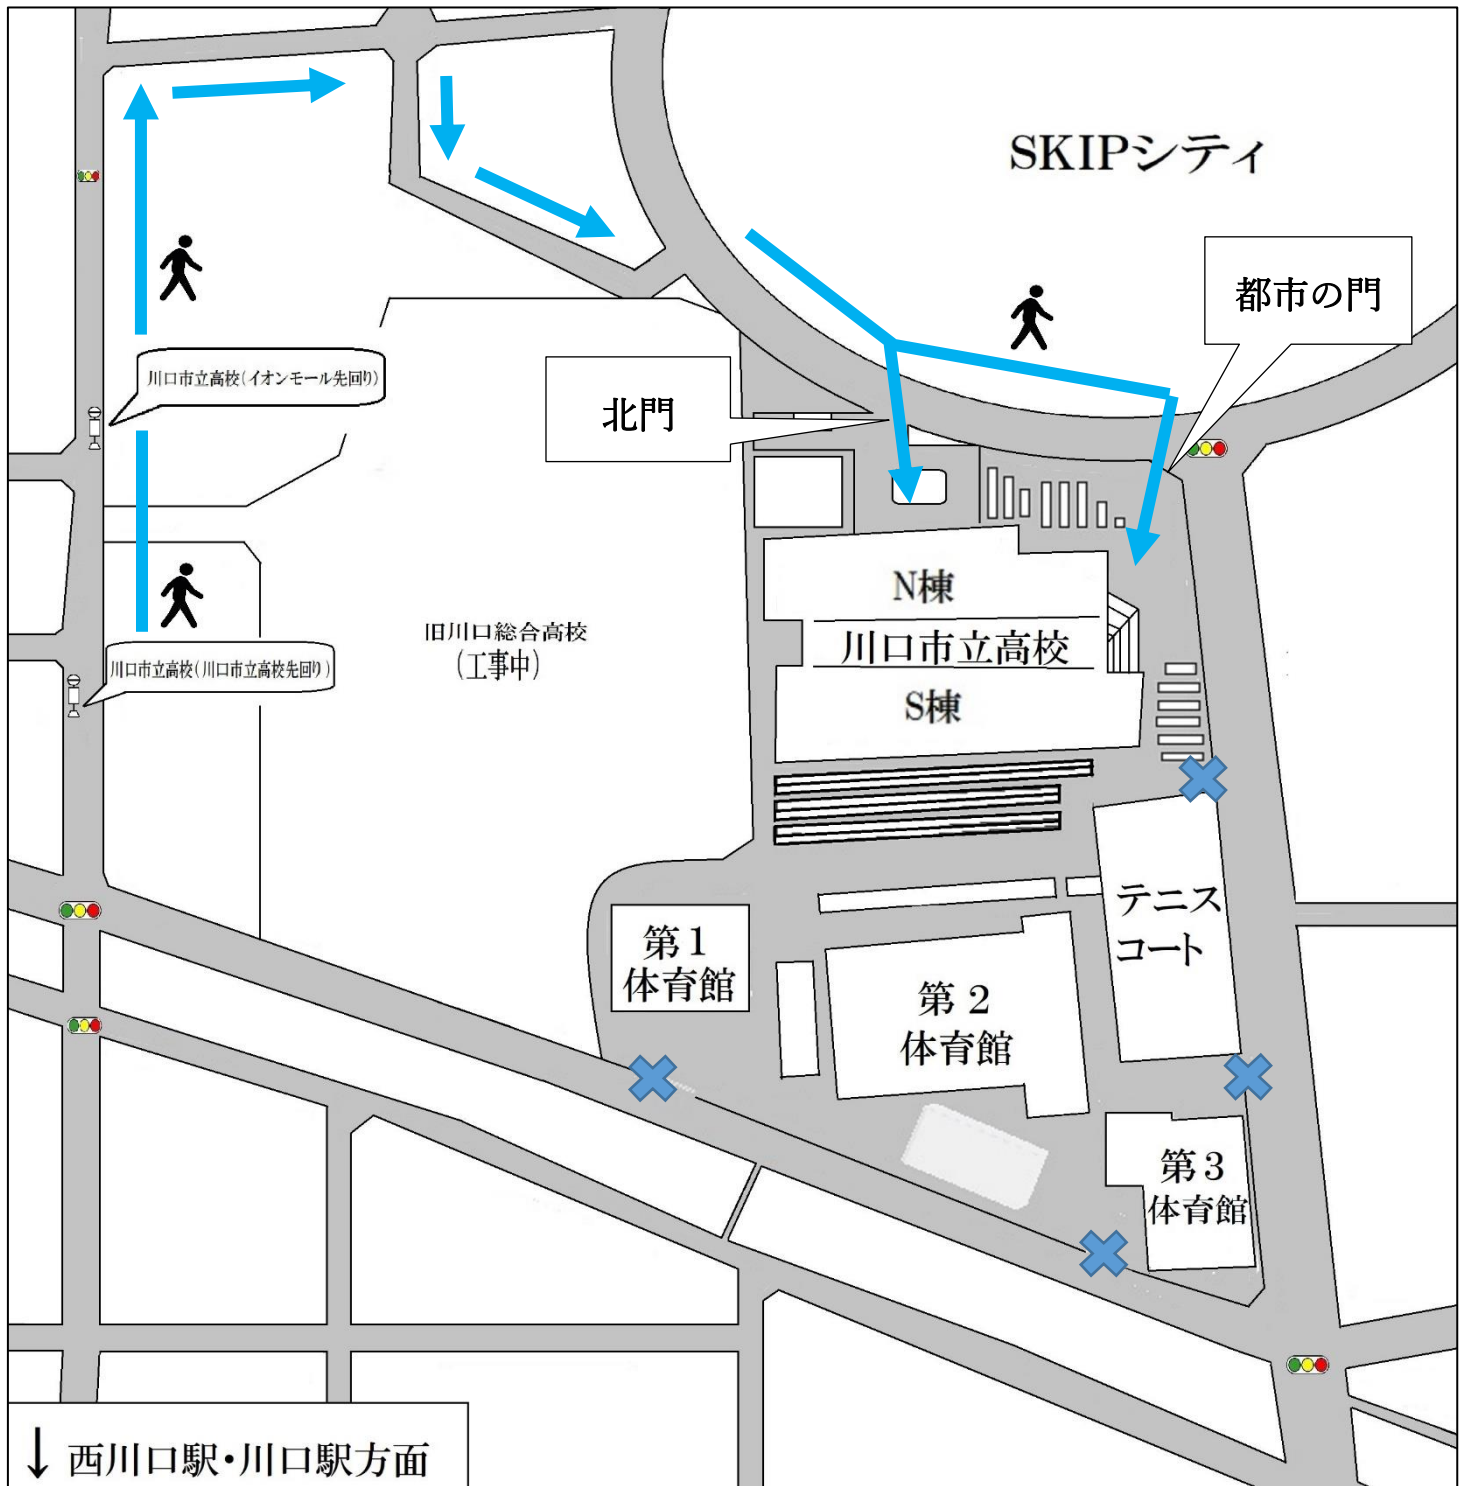 SKIPシティ
都市の門
川口市立高校(イオンモール先回り)
北門
N棟
旧川口総合高校
(工事中)
川口市立高校
川口市立高校(川口市立高校先回り)
S棟
テニス
コート
第1
体育館
第2
体育館
第3
体育館
↓ 西川口駅・川口駅方面